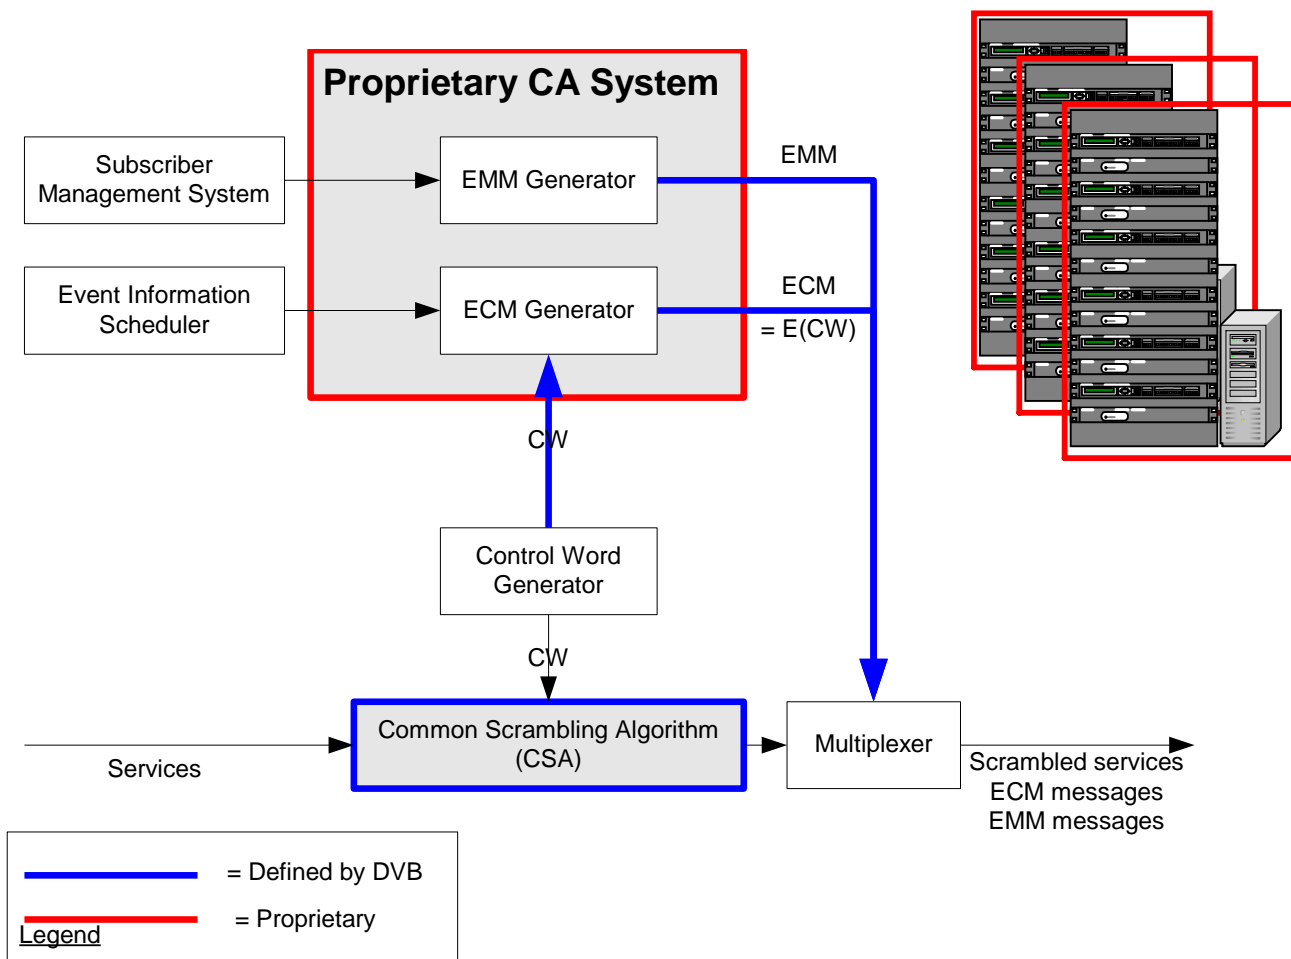 Proprietary CA System
Subscriber
Management System
EMM Generator
EMM
Event Information
Scheduler
ECM Generator
ECM
= E(CW)
CW
Control Word
Generator
CW
Services
Common Scrambling Algorithm
(CSA)
Multiplexer
Scrambled services
ECM messages
EMM messages
= Defined by DVB
= Proprietary
Legend